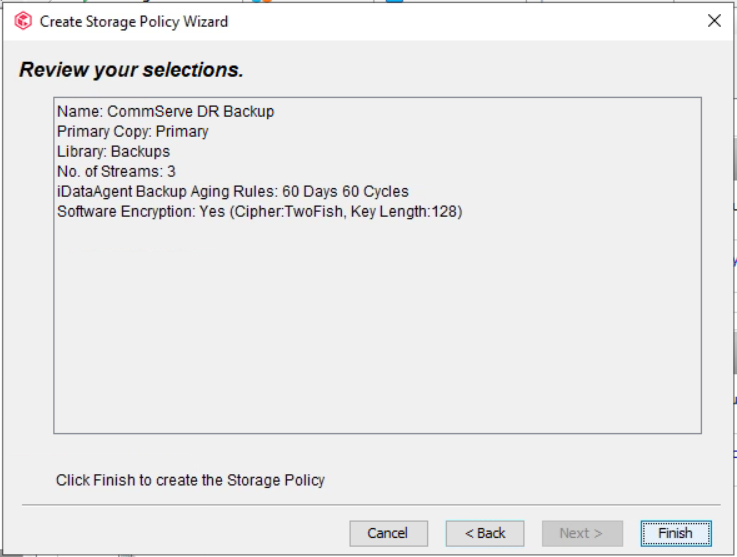 Create Storage Policy Wizard
Review your selections.
Name: CommServe DR Backup
Primary Copy: Primary
Library: Backups
No. of Streams: 3
iDataAgent Backup Aging Rules: 60 Days 60 Cycles
Software Encryption: Yes (Cipher:TwoFish, Key Length:128)
Click Finish to create the Storage Policy
Cancel
< Back
Next >
Finish